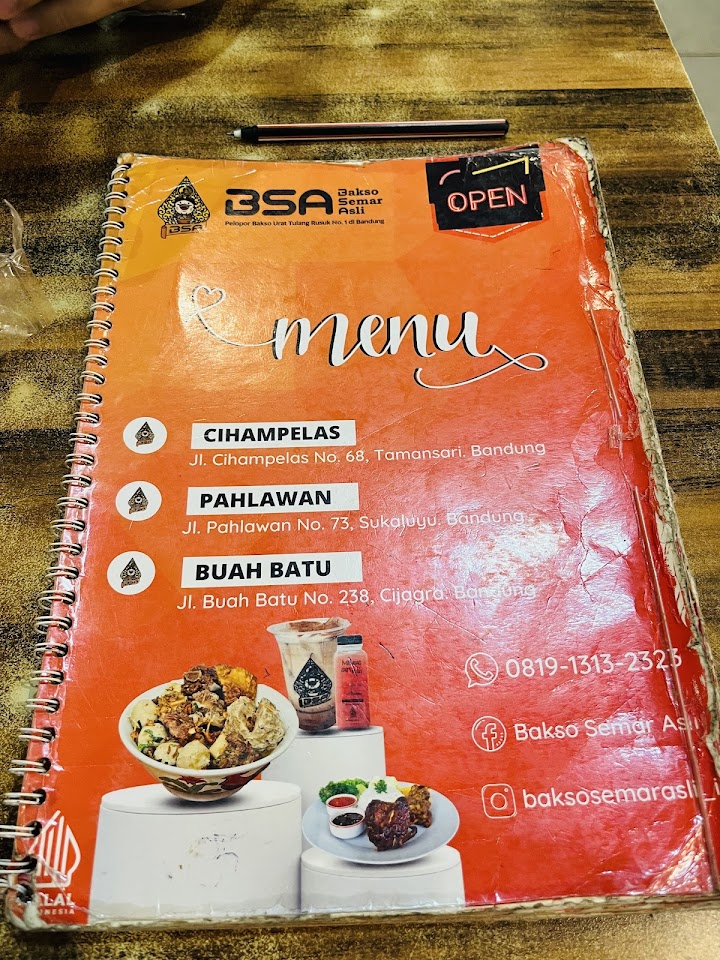 BSA
BSA
Bakso
Semar
Asli
Pelopor Bakso Urat Tulang Rusuk No. 1 di Bandung
OPEN
menu
CIHAMPELAS
Jl. Cihampelas No. 68, Tamansari. Bandung
PAHLAWAN
Jl. Pahlawan No. 73, Sukaluyu. Bandung
BUAH BATU
Jl. Buah Batu No. 238, Cijagra. Bandung
0819-1313-2323
Bakso Semar Asli
baksosemarasli_